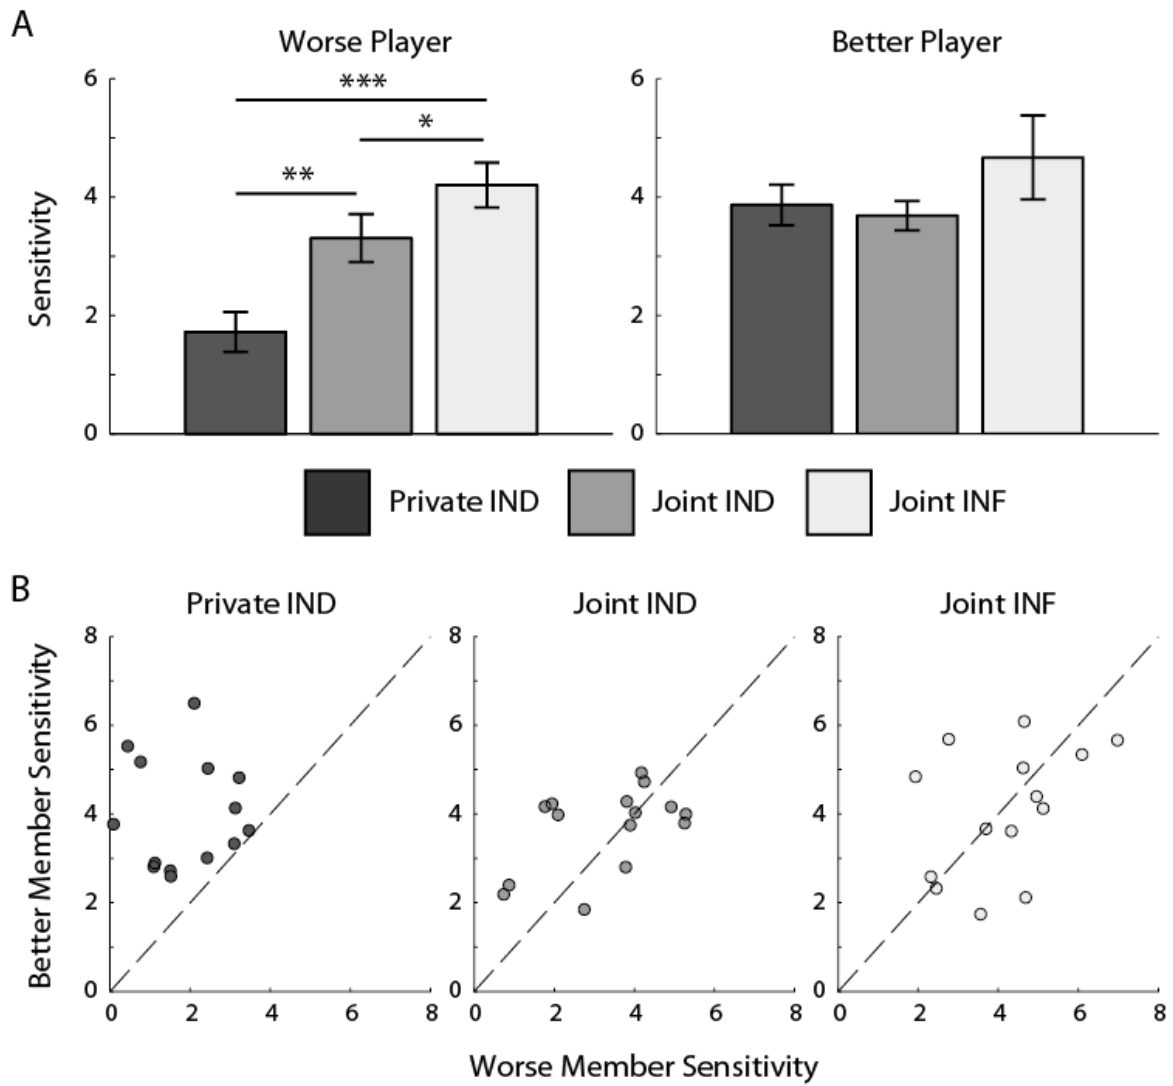 A
Worse Player
Better Player
Sensitivity
6
4
2
0
***
*
**
6
4
2
0
Private IND
Joint IND
Joint INF
B
Private IND
Joint IND
Joint INF
Better Member Sensitivity
8
6
4
2
0
0 2 4 6 8
8
6
4
2
0
0 2 4 6 8
8
6
4
2
0
0 2 4 6 8
Worse Member Sensitivity